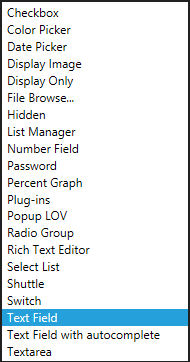 Checkbox
Color Picker
Date Picker
Display Image
Display Only
File Browse...
Hidden
List Manager
Number Field
Password
Percent Graph
Plug-ins
Popup LOV
Radio Group
Rich Text Editor
Select List
Shuttle
Switch
Text Field
Text Field with autocomplete
Textarea